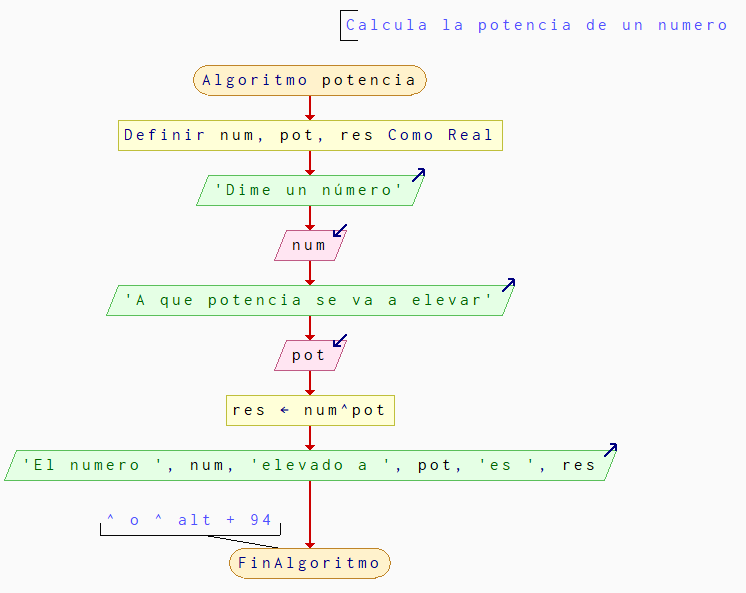 Calcula la potencia de un numero
Algoritmo potencia
Definir num, pot, res Como Real
'Dime un número'
num
'A que potencia se va a elevar'
pot
res ← num^pot
'El numero ', num, 'elevado a ', pot, 'es ', res
^ o ^ alt + 94
FinAlgoritmo